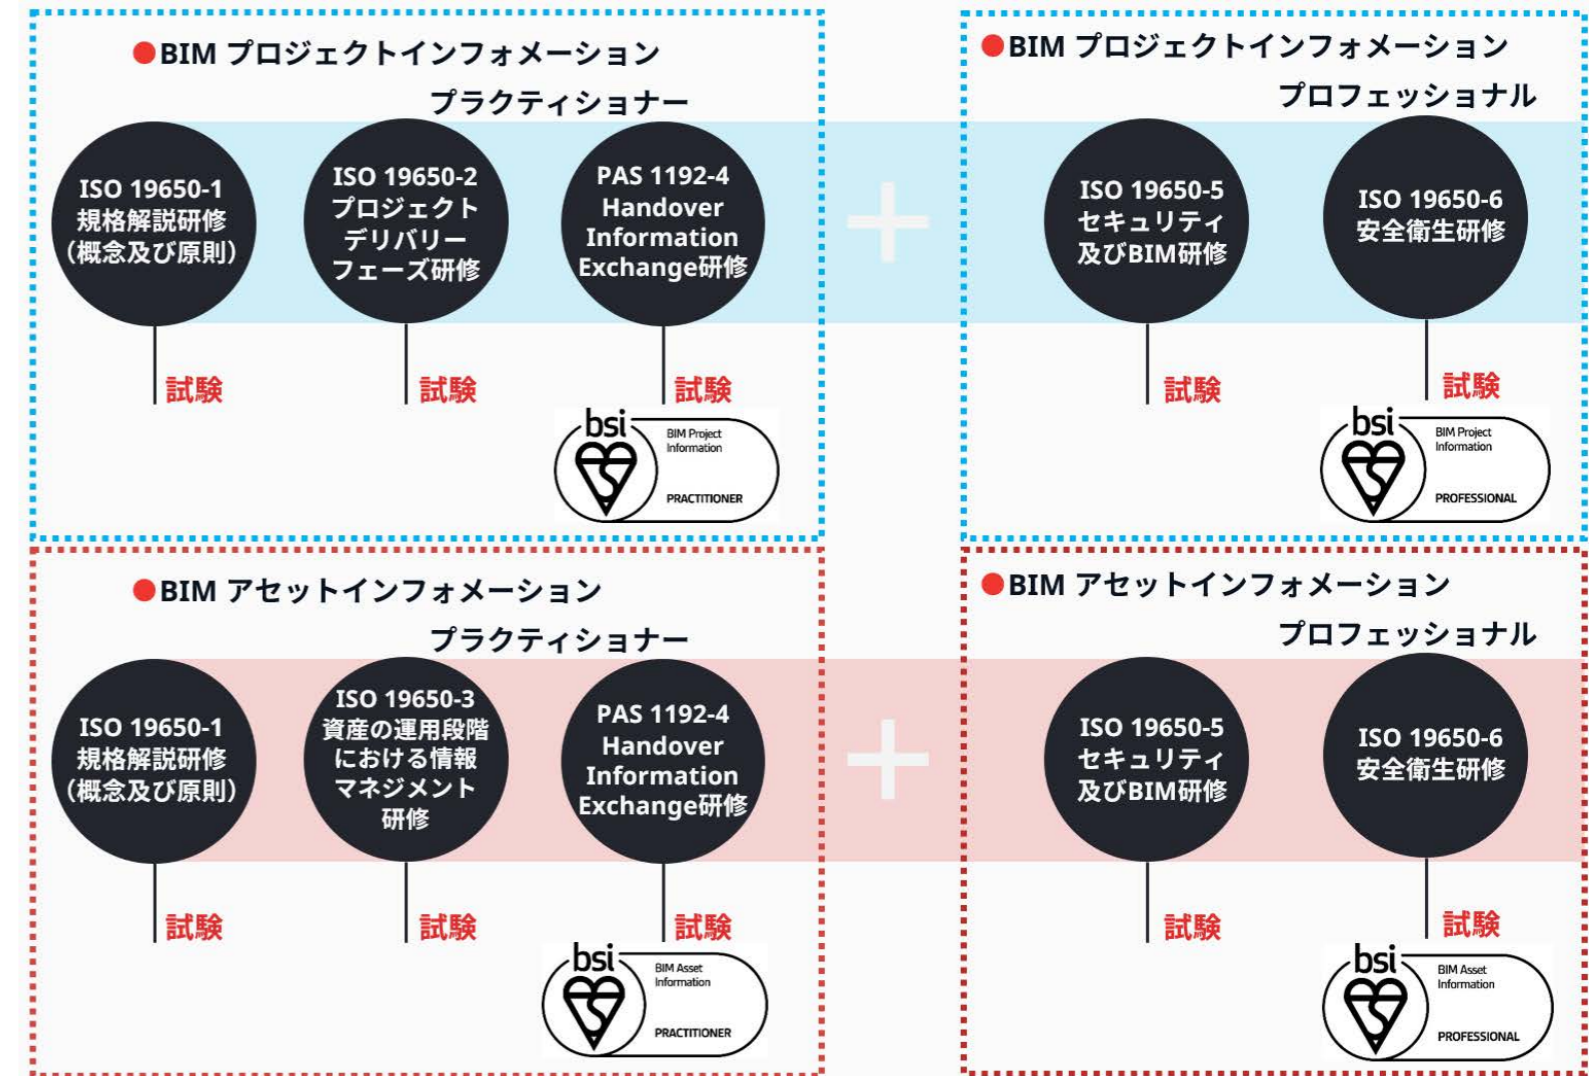 ●BIM プロジェクトインフォメーション
プラクティショナー
ISO 19650-1
規格解説研修
（概念及び原則）
試験
ISO 19650-2
プロジェクト
デリバリー
フェーズ研修
試験
PAS 1192-4
Handover
Information
Exchange研修
試験
bsi
BIM Project
Information
PRACTITIONER
●BIM プロジェクトインフォメーション
プロフェッショナル
ISO 19650-5
セキュリティ
及びBIM研修
試験
ISO 19650-6
安全衛生研修
試験
bsi
BIM Project
Information
PROFESSIONAL
●BIM アセットインフォメーション
プラクティショナー
ISO 19650-1
規格解説研修
（概念及び原則）
試験
ISO 19650-3
資産の運用段階
における情報
マネジメント
研修
試験
PAS 1192-4
Handover
Information
Exchange研修
試験
bsi
BIM Asset
Information
PRACTITIONER
●BIM アセットインフォメーション
プロフェッショナル
ISO 19650-5
セキュリティ
及びBIM研修
試験
ISO 19650-6
安全衛生研修
試験
bsi
BIM Asset
Information
PROFESSIONAL